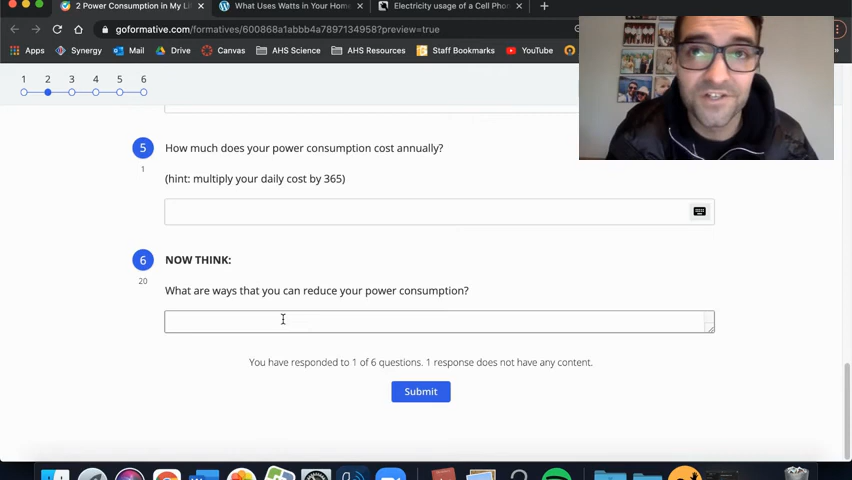 2 Power Consumption in My Li
What Uses Watts in Your Home
Electricity usage of a Cell Pho
goformative.com/formatives/600868a1abbb4a7897134958?preview=true
Apps Synergy Mail Drive Canvas AHS Science AHS Resources Staff Bookmarks YouTube
1 2 3 4 5 6
5 How much does your power consumption cost annually?
1
(hint: multiply your daily cost by 365)
6 NOW THINK:
20
What are ways that you can reduce your power consumption?
You have responded to 1 of 6 questions. 1 response does not have any content.
Submit